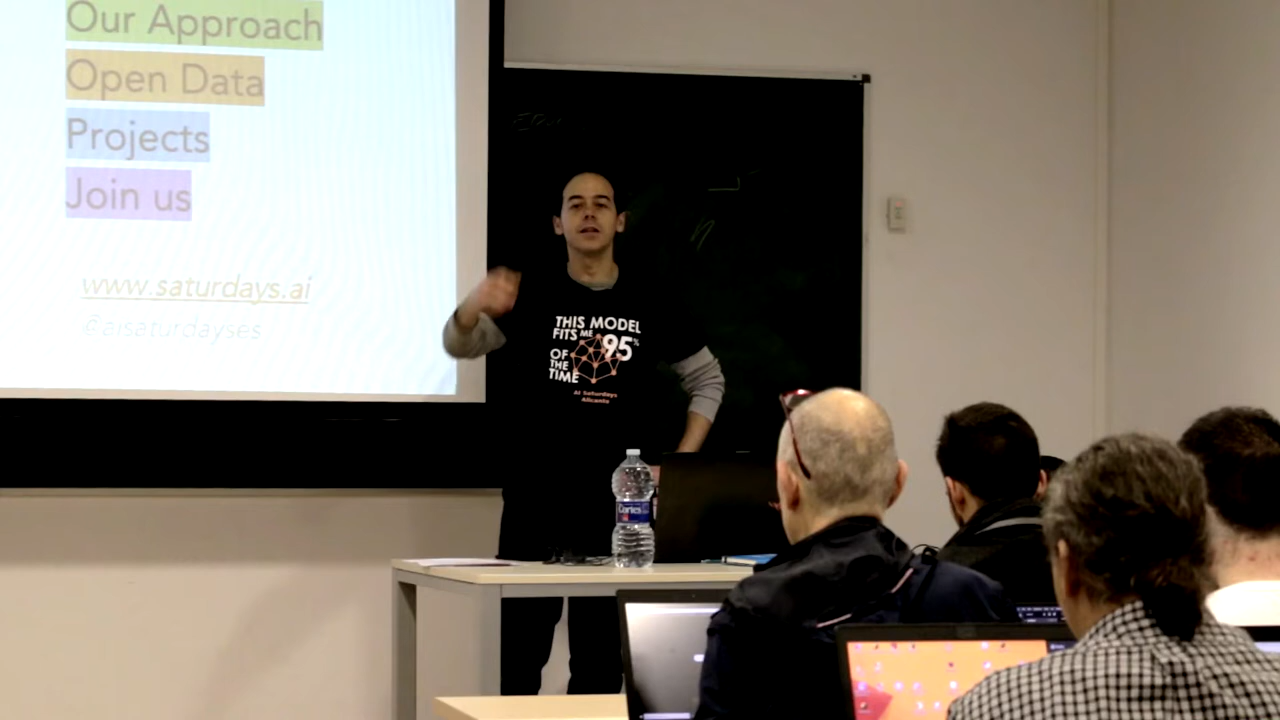 Our Approach
Open Data
Projects
Join us
www.saturdays.ai
@aisaturdayses
THIS MODEL
FITS ME 95%
OF
THE
TIME
AI Saturdays
Alicante
Cortes